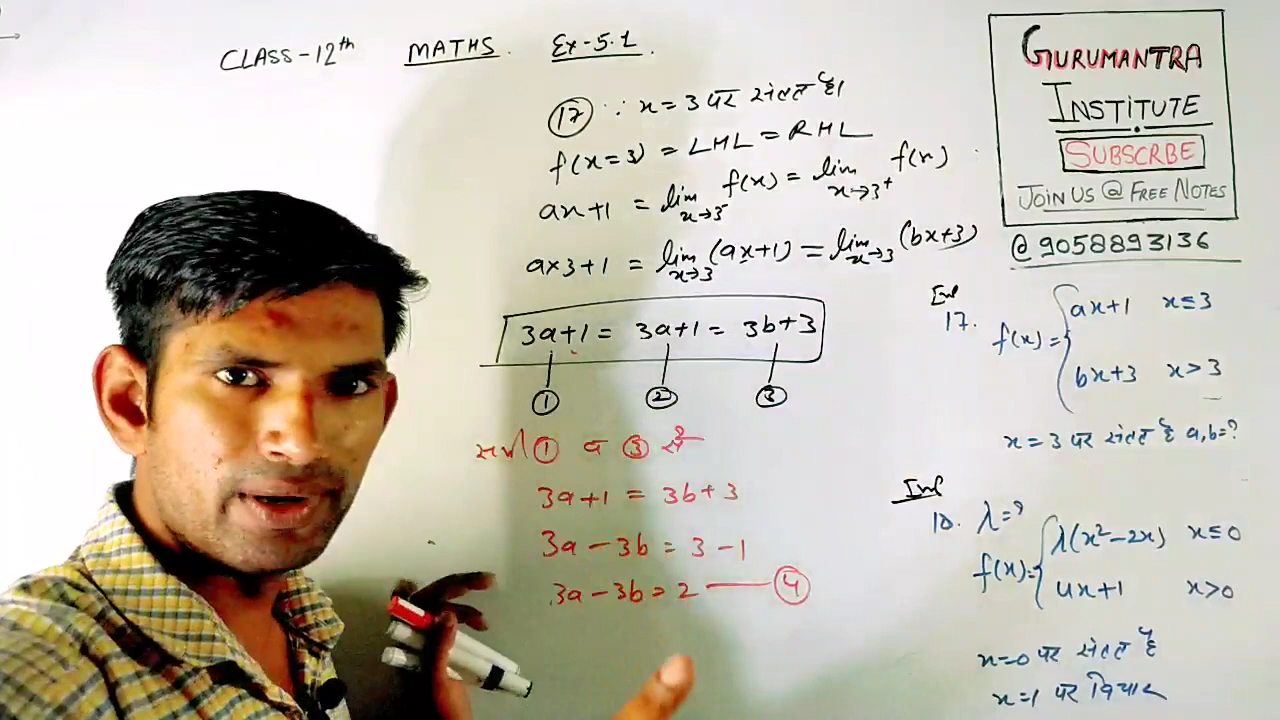 CLASS-12th MATHS. Ex-5.1.
17 ∵ x=3 पर संतत है।
f(x=3) = LHL = RHL
ax+1 = lim x→3⁻ f(x) = lim x→3⁺ f(x)
ax3+1 = lim x→3 (ax+1) = lim x→3 (bx+3)
3a+1 = 3a+1 = 3b+3
1 2 3
समी 1 व 3 से
3a+1 = 3b+3
3a-3b = 3-1
3a-3b = 2 —— 4
GURUMANTRA
INSTITUTE
SUBSCRBE
JOIN US @ FREE NOTES
@9058893136
Imp
17. f(x)= { ax+1 x≤3
bx+3 x>3
x=3 पर संतत है a,b=?
Imp
18. λ=?
f(x)= { λ(x²-2x) x≤0
4x+1 x>0
x=0 पर संतत है
x=1 पर विचार